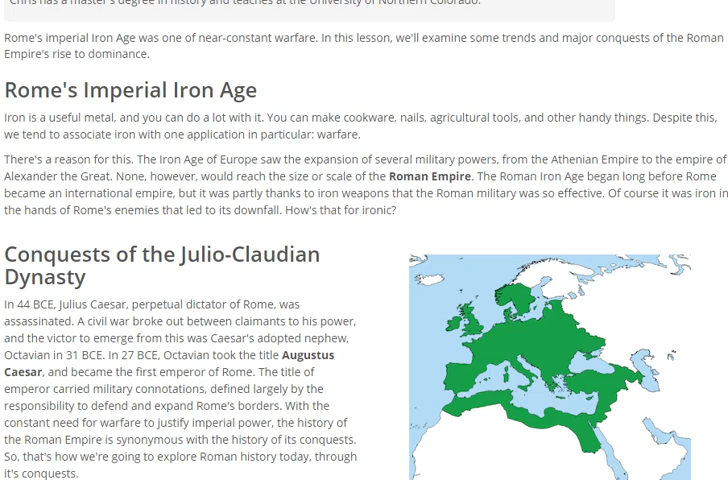 Chris has a master's degree in history and teaches at the University of Northern Colorado.
Rome's imperial Iron Age was one of near-constant warfare. In this lesson, we'll examine some trends and major conquests of the Roman
Empire's rise to dominance.
Rome's Imperial Iron Age
Iron is a useful metal, and you can do a lot with it. You can make cookware, nails, agricultural tools, and other handy things. Despite this,
we tend to associate iron with one application in particular: warfare.
There's a reason for this. The Iron Age of Europe saw the expansion of several military powers, from the Athenian Empire to the empire of
Alexander the Great. None, however, would reach the size or scale of the Roman Empire. The Roman Iron Age began long before Rome
became an international empire, but it was partly thanks to iron weapons that the Roman military was so effective. Of course it was iron in
the hands of Rome's enemies that led to its downfall. How's that for ironic?
Conquests of the Julio-Claudian
Dynasty
In 44 BCE, Julius Caesar, perpetual dictator of Rome, was
assassinated. A civil war broke out between claimants to his power,
and the victor to emerge from this was Caesar's adopted nephew,
Octavian in 31 BCE. In 27 BCE, Octavian took the title Augustus
Caesar, and became the first emperor of Rome. The title of
emperor carried military connotations, defined largely by the
responsibility to defend and expand Rome's borders. With the
constant need for warfare to justify imperial power, the history of
the Roman Empire is synonymous with the history of its conquests.
So, that's how we're going to explore Roman history today, through
it's conquests.